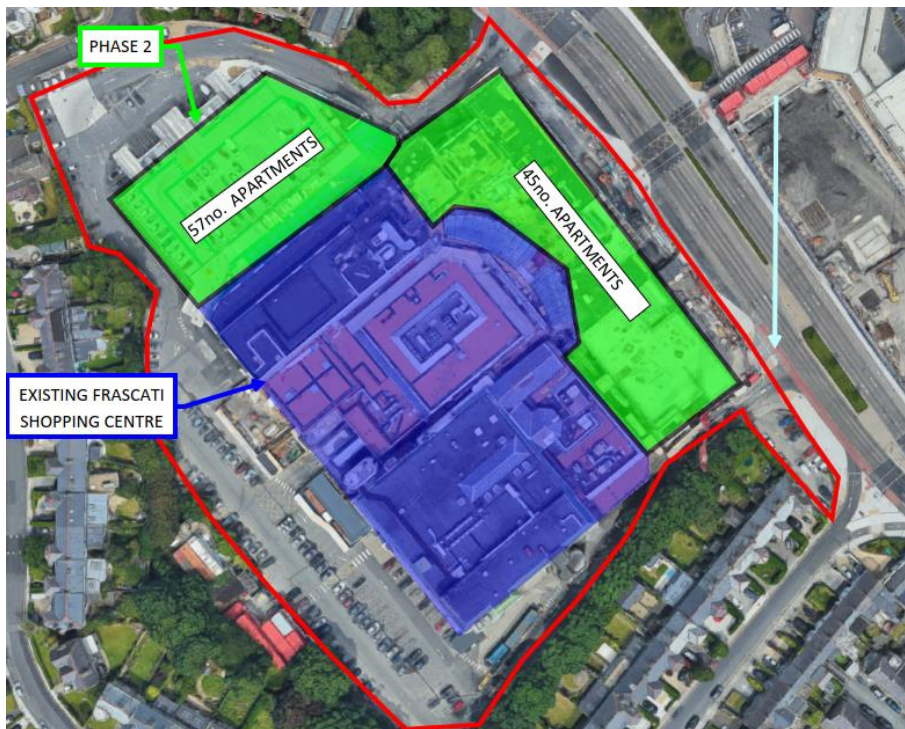 PHASE 2
57no. APARTMENTS
45no. APARTMENTS
EXISTING FRASCATI
SHOPPING CENTRE